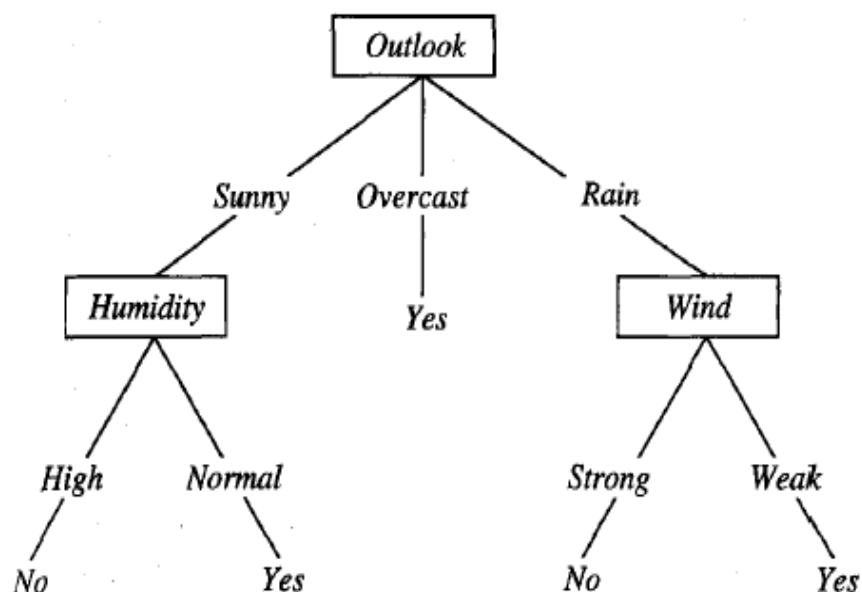 Outlook
Sunny Overcast Rain
Humidity Yes Wind
High Normal Strong Weak
No Yes No Yes